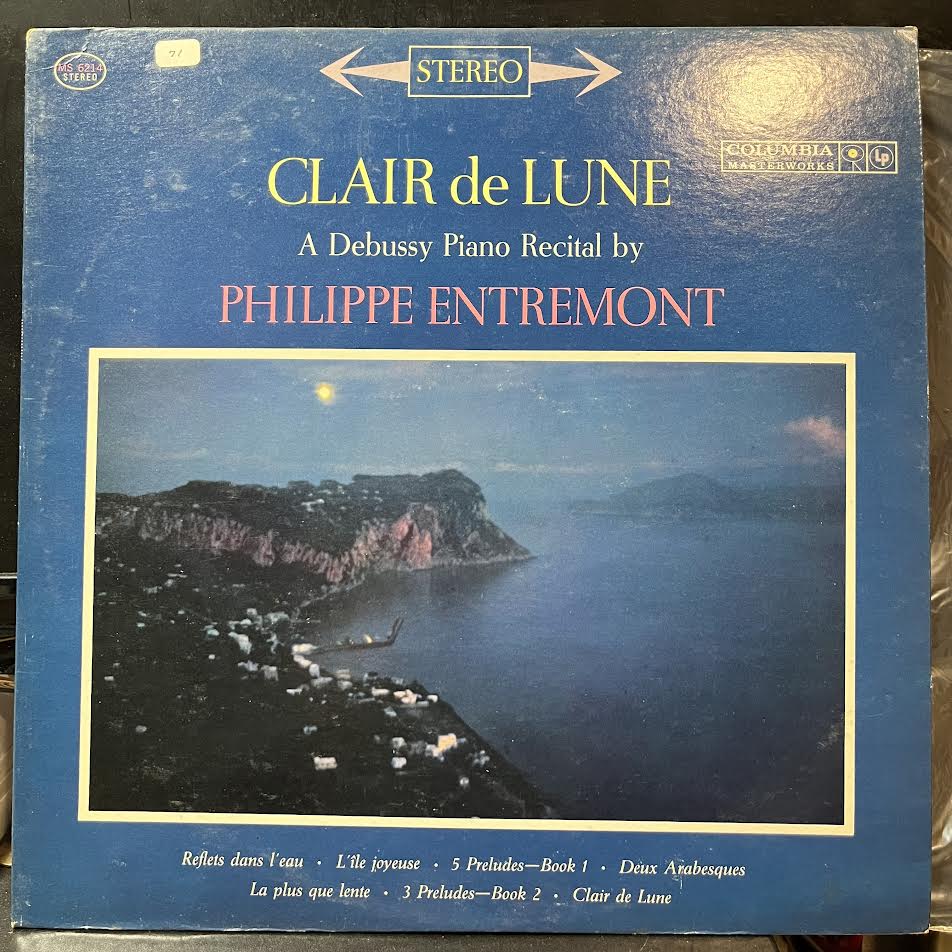 MS 6214
STEREO
71
STEREO
COLUMBIA
MASTERWORKS
Lp
CLAIR de LUNE
A Debussy Piano Recital by
PHILIPPE ENTREMONT
Reflets dans l'eau · L'île joyeuse · 5 Preludes—Book 1 · Deux Arabesques
La plus que lente · 3 Preludes—Book 2 · Clair de Lune